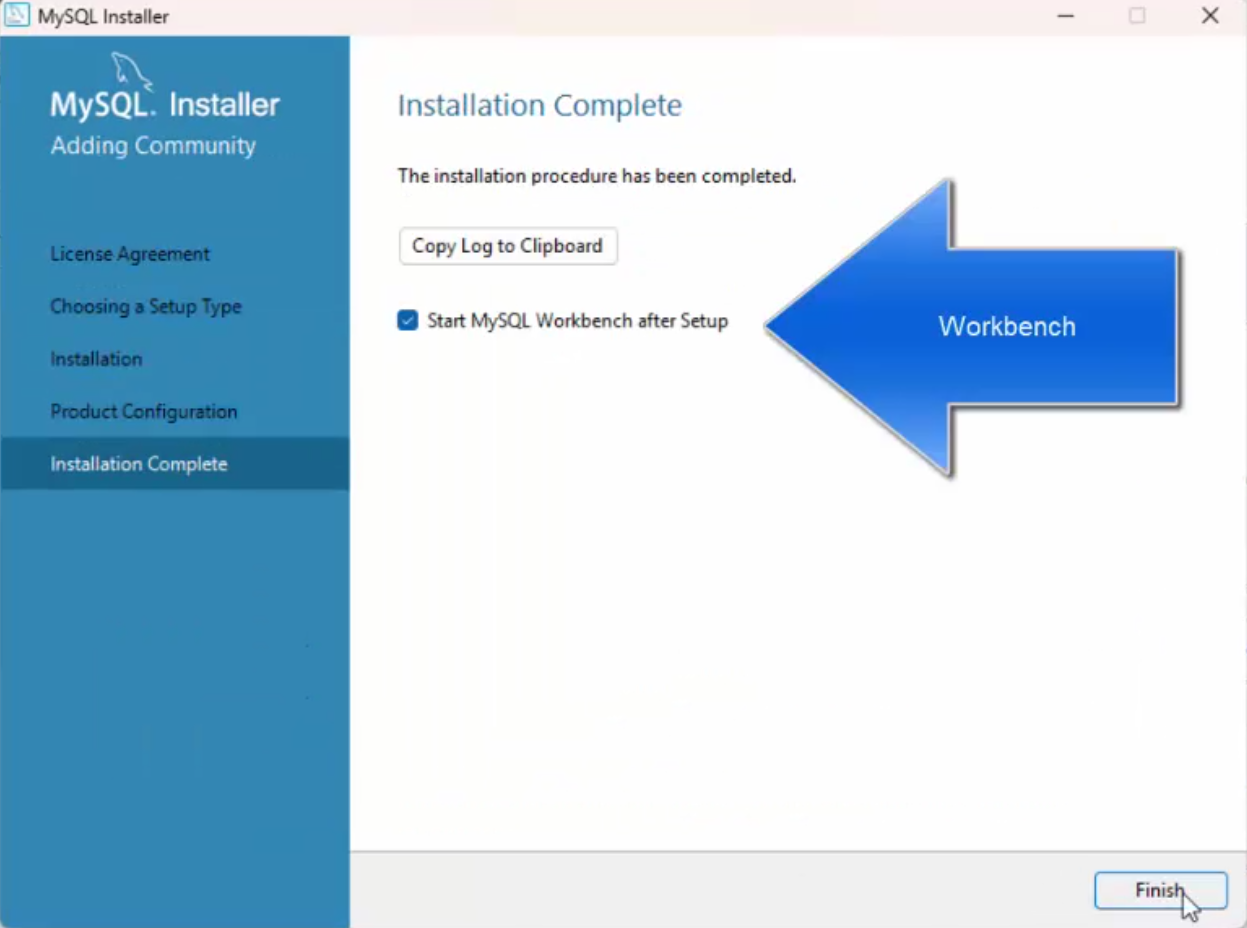 MySQL Installer
MySQL. Installer
Adding Community
License Agreement
Choosing a Setup Type
Installation
Product Configuration
Installation Complete
Installation Complete
The installation procedure has been completed.
Copy Log to Clipboard
Start MySQL Workbench after Setup
Workbench
Finish